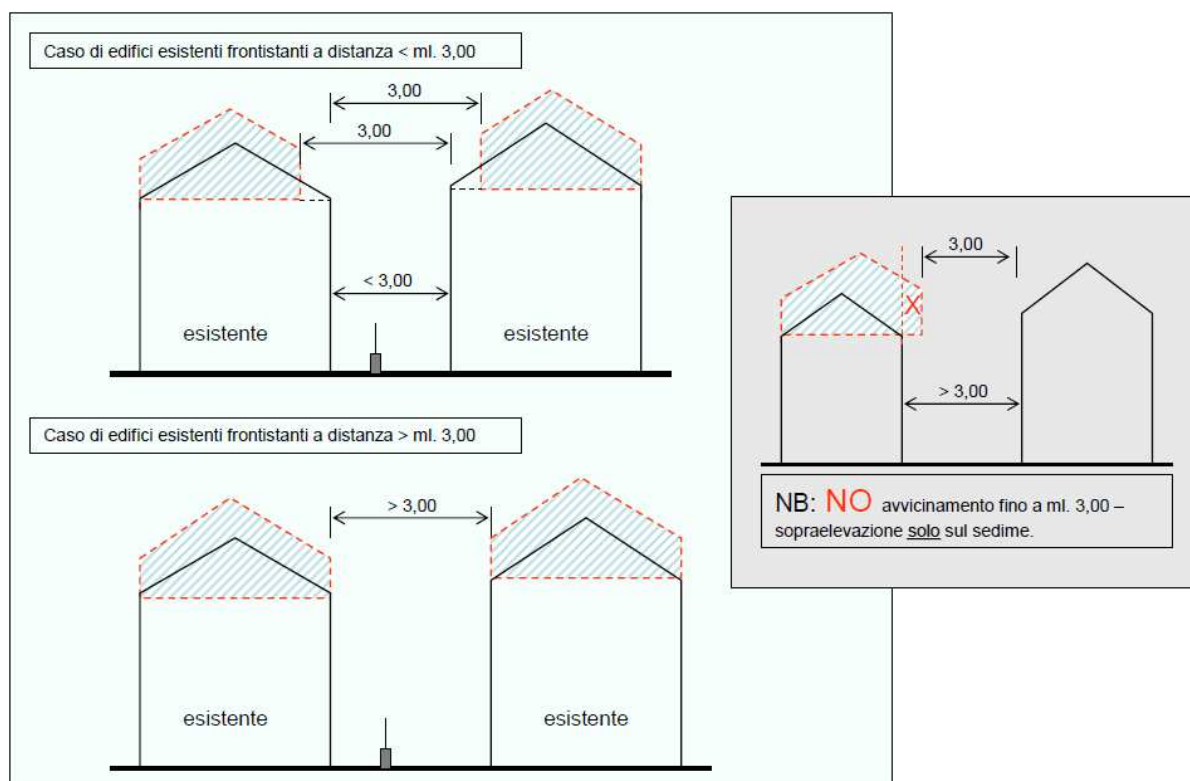 Caso di edifici esistenti frontistanti a distanza < ml. 3,00
3,00
3,00
< 3,00
esistente
esistente
Caso di edifici esistenti frontistanti a distanza > ml. 3,00
> 3,00
esistente
esistente
3,00
X
> 3,00
NB: NO avvicinamento fino a ml. 3,00 –
sopraelevazione solo sul sedime.